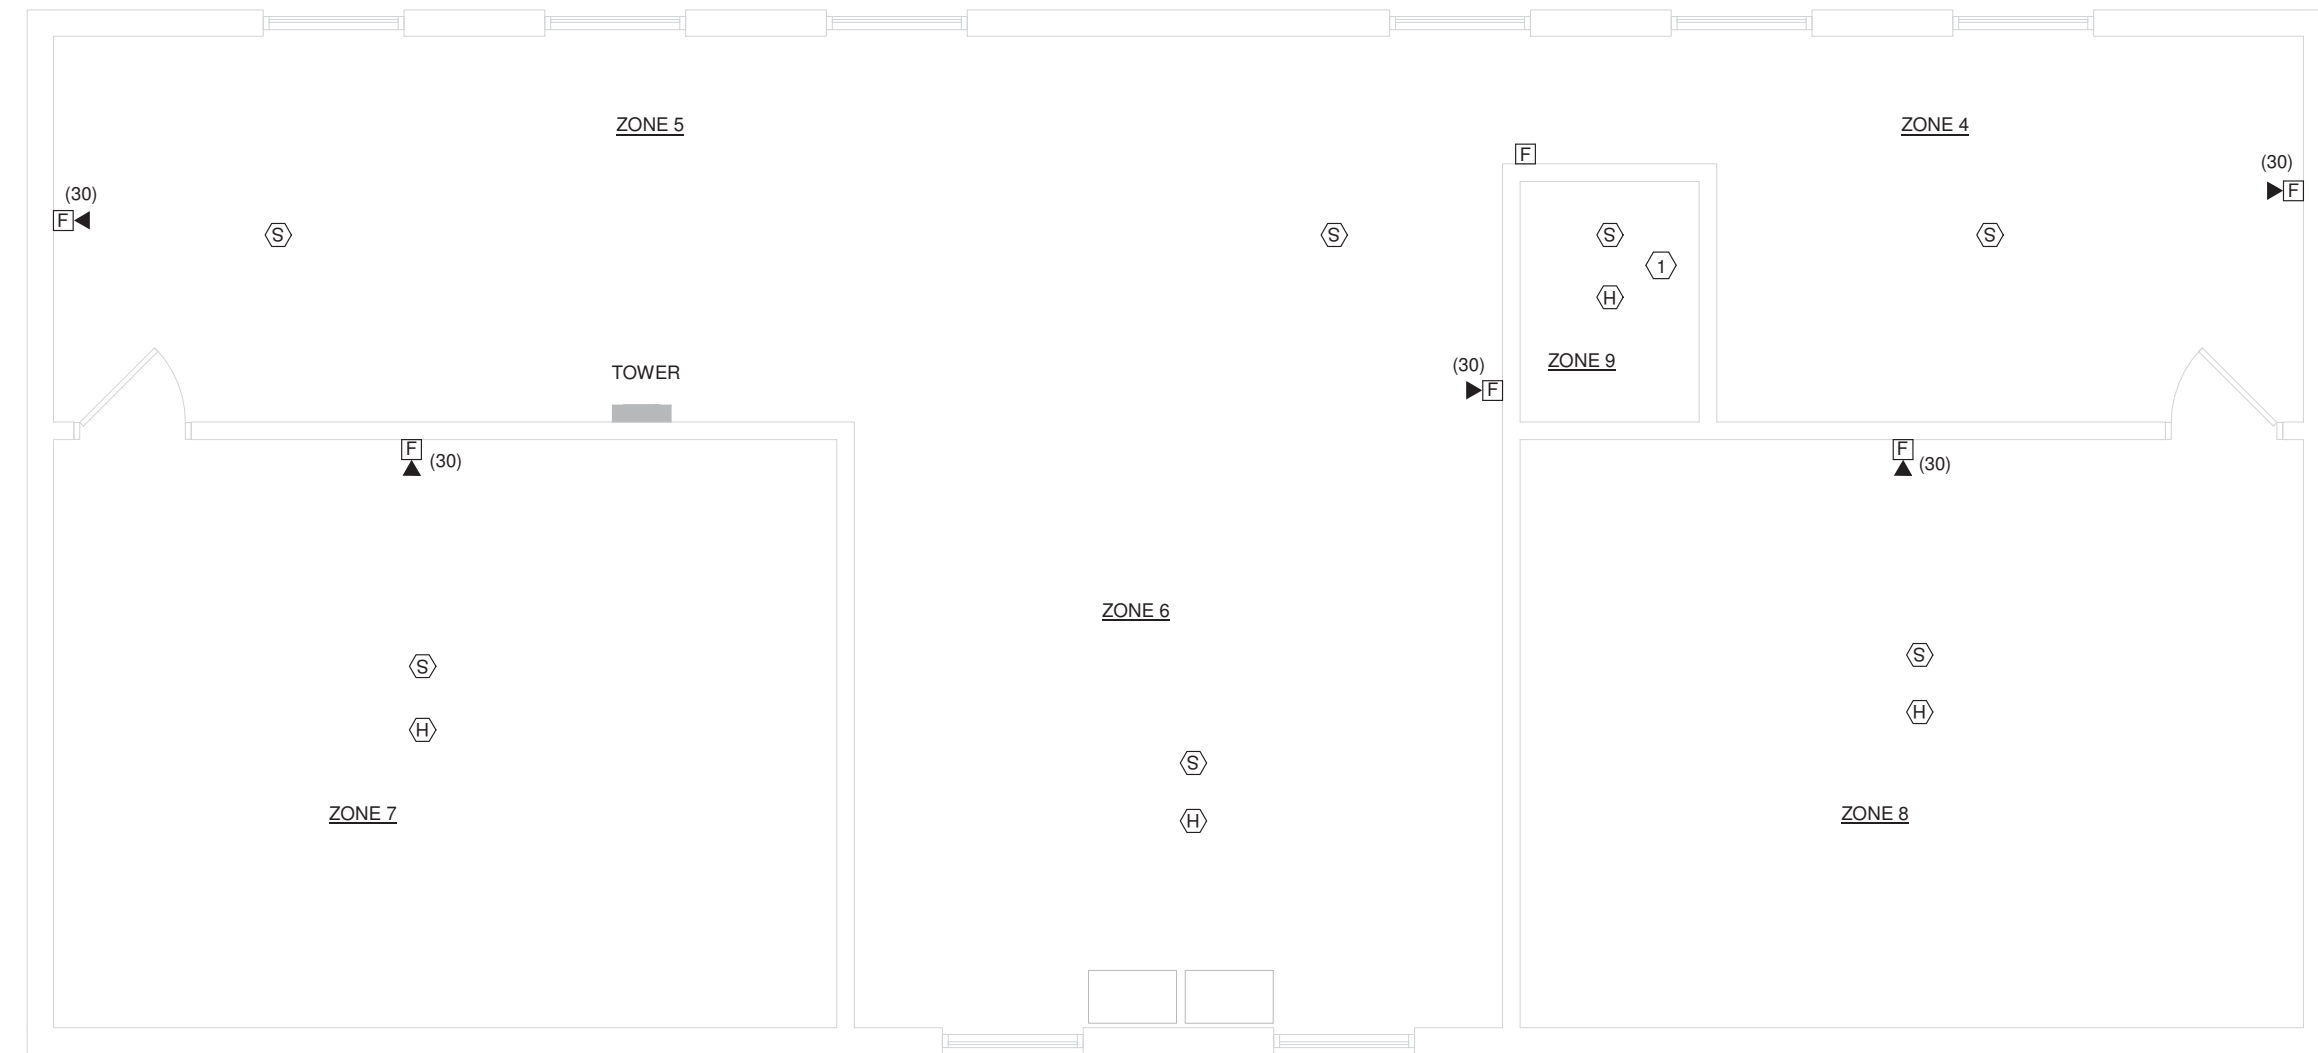 ZONE 5
ZONE 4
F
(30)
(30)
F
F
S
S
S
S
1
H
ZONE 9
(30)
F
TOWER
F
(30)
F
(30)
ZONE 6
S
S
H
H
S
H
ZONE 7
ZONE 8